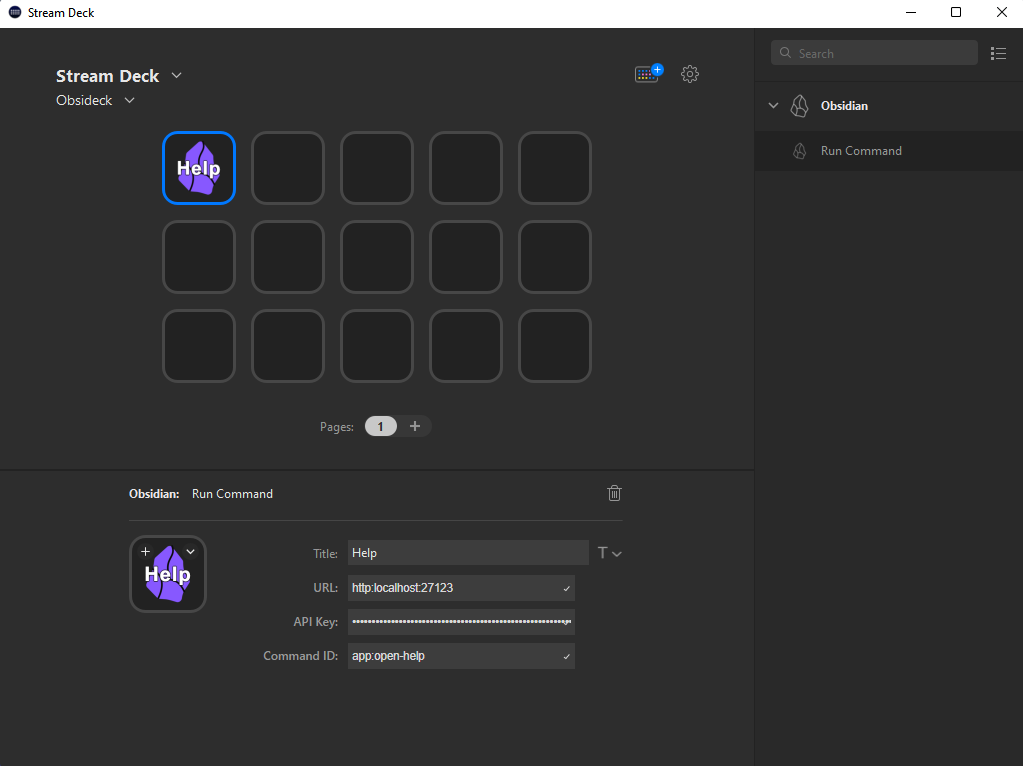 Stream Deck
Stream Deck
Obsideck
Help
Pages: 1 +
Search
Obsidian
Run Command
Obsidian: Run Command
Help
Title: Help T
URL: http:localhost:27123
API Key: 
Command ID: app:open-help